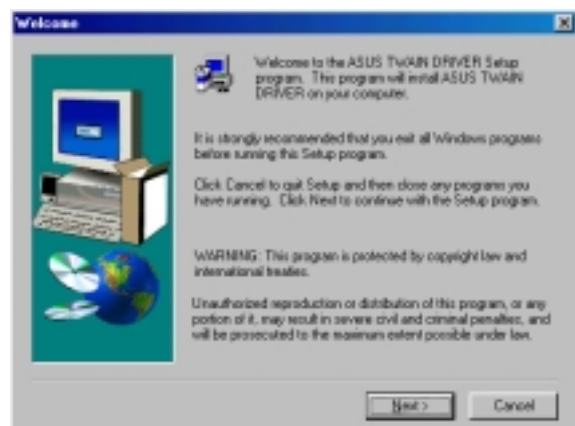 Welcome
Welcome to the ASUS TWAIN DRIVER Setup
program. This program will install ASUS TWAIN
DRIVER on your computer.
It is strongly recommended that you exit all Windows programs
before running this Setup program.
Click Cancel to quit Setup and then close any programs you
have running. Click Next to continue with the Setup program.
WARNING: This program is protected by copyright law and
international treaties.
Unauthorized reproduction or distribution of this program, or any
portion of it, may result in severe civil and criminal penalties, and
will be prosecuted to the maximum extent possible under law.
Next >
Cancel